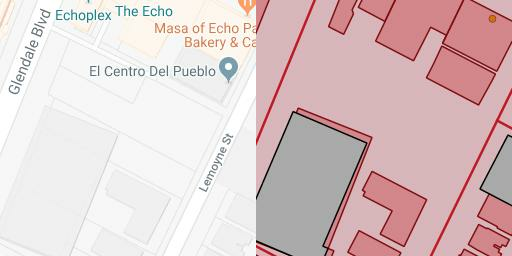 Echoplex
The Echo
Masa of Echo Pa
Bakery & Ca
Glendale Blvd
El Centro Del Pueblo
Lemoyne St